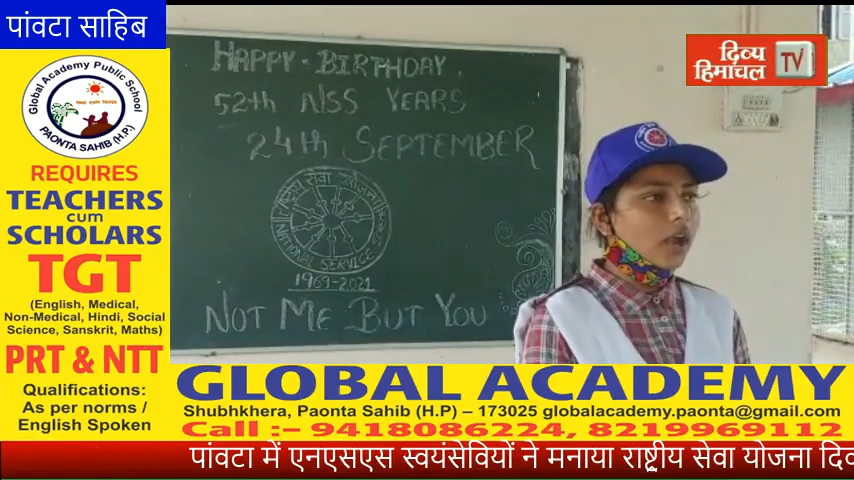 पांवटा साहिब
Global Academy Public School
PAONTA SAHIB (H.P.)
REQUIRES
TEACHERS
cum
SCHOLARS
TGT
(English, Medical,
Non-Medical, Hindi, Social
Science, Sanskrit, Maths)
PRT & NTT
Qualifications:
As per norms /
English Spoken
दिव्य
हिमाचल TV
HAPPY - BIRTHDAY
52th NSS YEARS
24th SEPTEMBER
राष्ट्रीय सेवा योजना
NATIONAL SERVICE SCHEME
1969-2021
NOT ME BUT YOU
GLOBAL ACADEMY
Shubhkhera, Paonta Sahib (H.P) – 173025 globalacademy.paonta@gmail.com
Call :– 9418086224, 8219969112
पांवटा में एनएसएस स्वयंसेवियों ने मनाया राष्ट्रीय सेवा योजना दिव